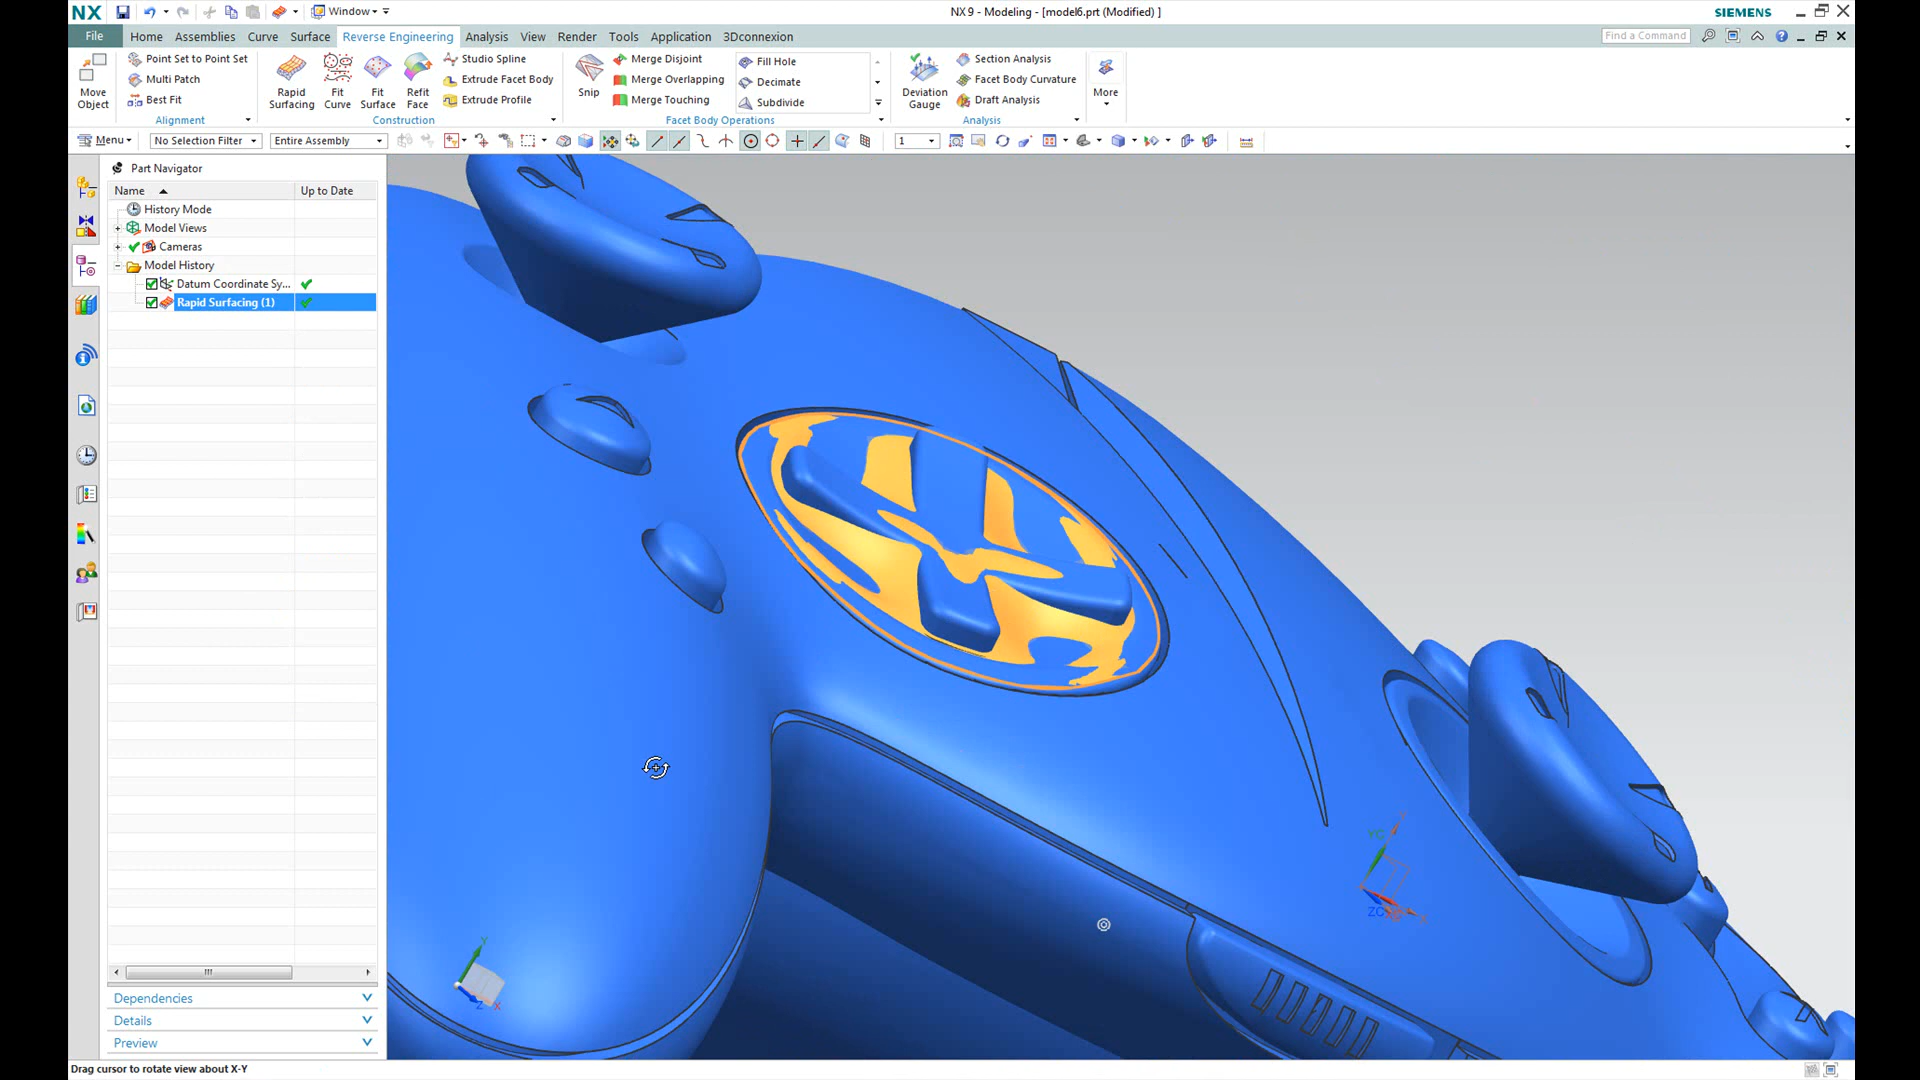 NX Window NX 9 - Modeling - [model6.prt (Modified) ] SIEMENS
File Home Assemblies Curve Surface Reverse Engineering Analysis View Render Tools Application 3Dconnexion Find a Command
Move Object
Point Set to Point Set
Multi Patch
Best Fit
Alignment
Rapid Surfacing
Fit Curve
Fit Surface
Refit Face
Studio Spline
Extrude Facet Body
Extrude Profile
Construction
Snip
Merge Disjoint
Merge Overlapping
Merge Touching
Fill Hole
Decimate
Subdivide
Facet Body Operations
Deviation Gauge
Section Analysis
Facet Body Curvature
Draft Analysis
Analysis
More
Menu No Selection Filter Entire Assembly 1
Part Navigator
Name Up to Date
History Mode
Model Views
Cameras
Model History
Datum Coordinate Sy...
Rapid Surfacing (1)
YC
ZC
Y
Z X
Dependencies
Details
Preview
Drag cursor to rotate view about X-Y